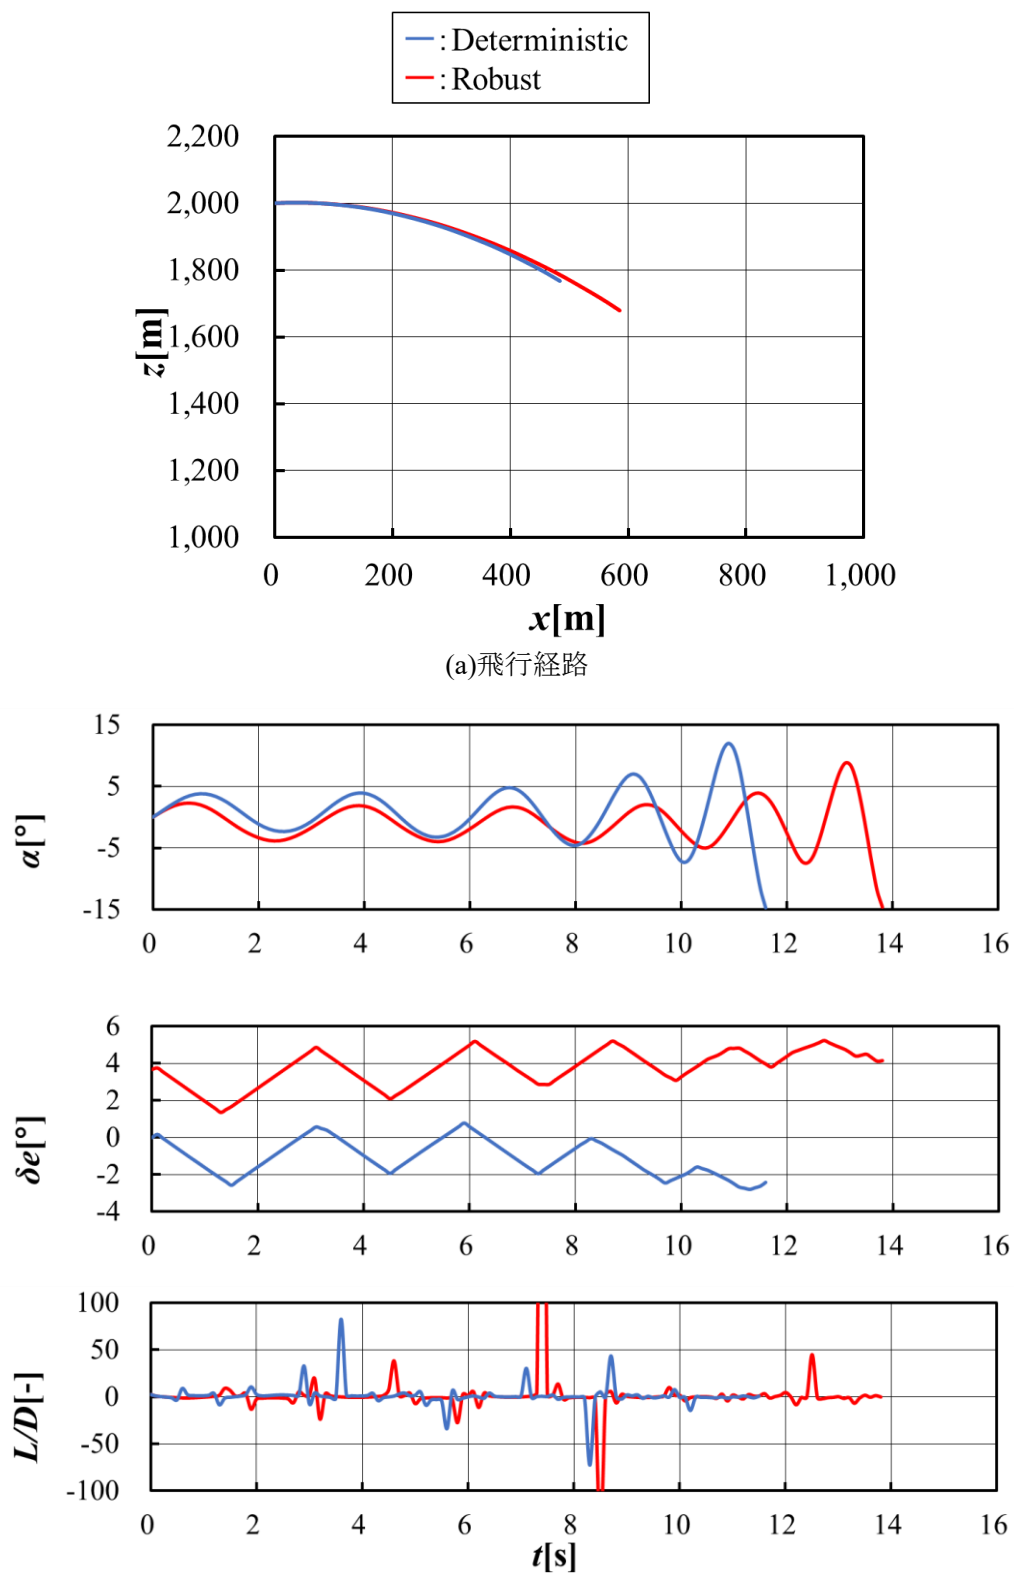 : Deterministic
: Robust
2,200
2,000
1,800
1,600
1,400
1,200
1,000
z[m]
0 200 400 600 800 1,000
x[m]
(a)飛行経路
15
5
-5
-15
α[°]
0 2 4 6 8 10 12 14 16
6
4
2
0
-2
-4
δe[°]
0 2 4 6 8 10 12 14 16
100
50
0
-50
-100
L/D[-]
0 2 4 6 8 10 12 14 16
t[s]